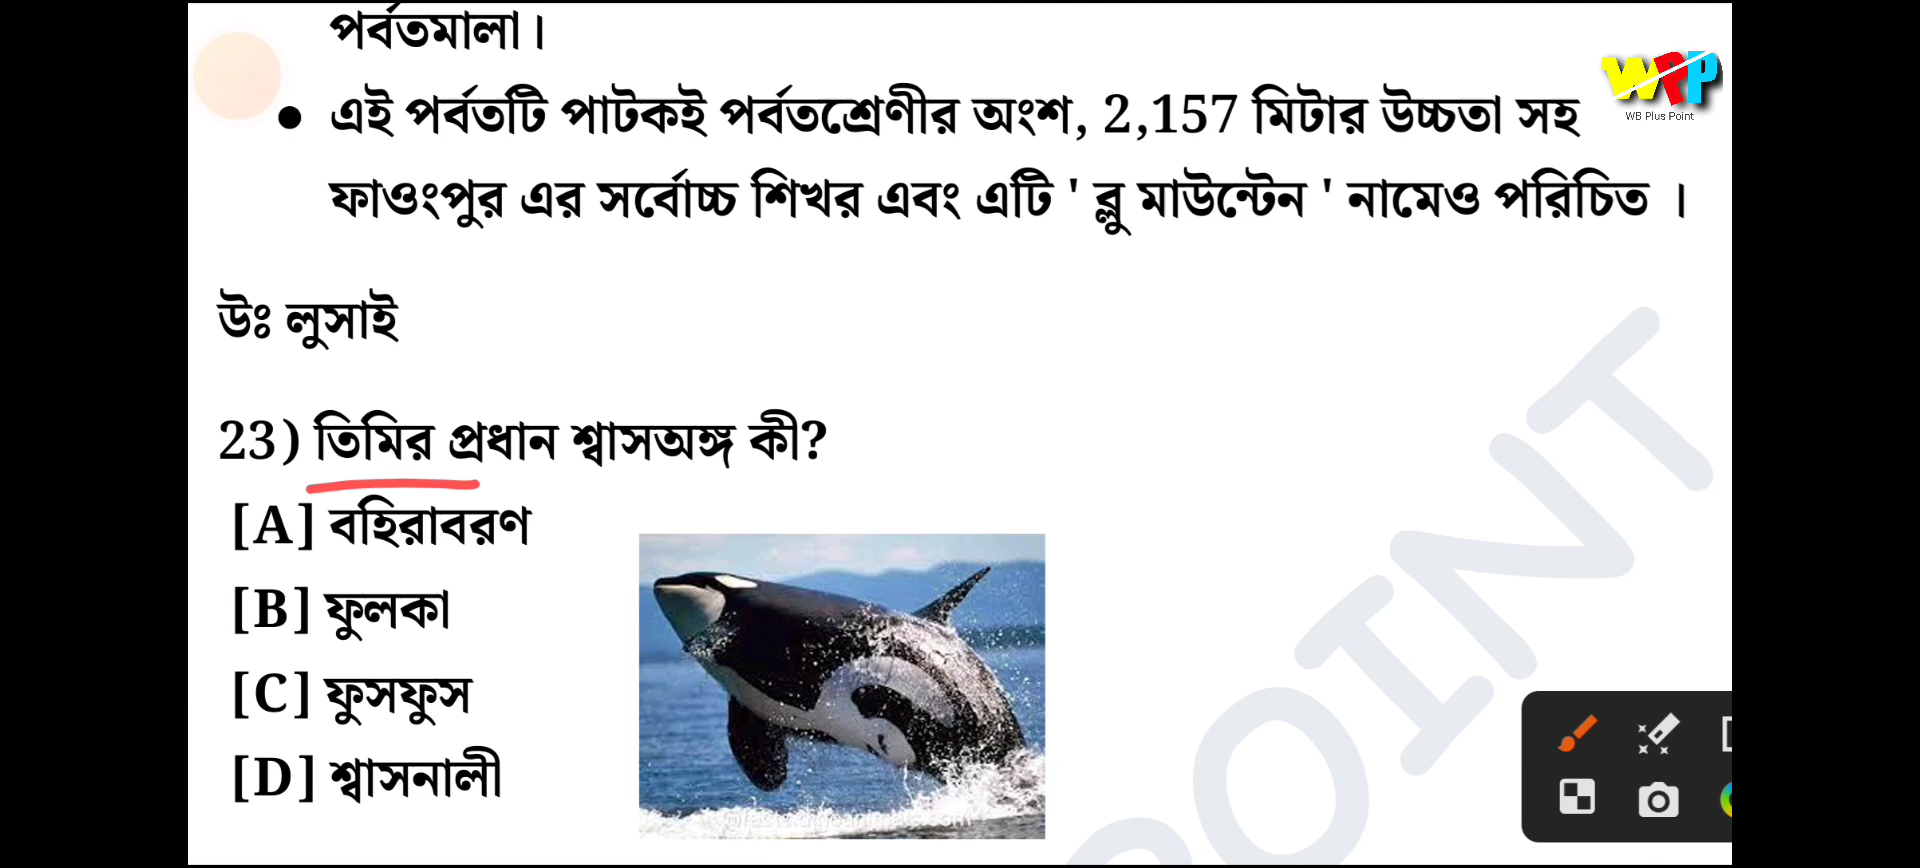 পর্বতমালা।
• এই পর্বতটি পাটকই পর্বতশ্রেণীর অংশ, 2,157 মিটার উচ্চতা সহ
ফাওংপুর এর সর্বোচ্চ শিখর এবং এটি ' ব্লু মাউন্টেন ' নামেও পরিচিত ।
WRP
WB Plus Point
উঃ লুসাই
23) তিমির প্রধান শ্বাসঅঙ্গ কী?
[A] বহিরাবরণ
[B] ফুলকা
[C] ফুসফুস
[D] শ্বাসনালী
POINT